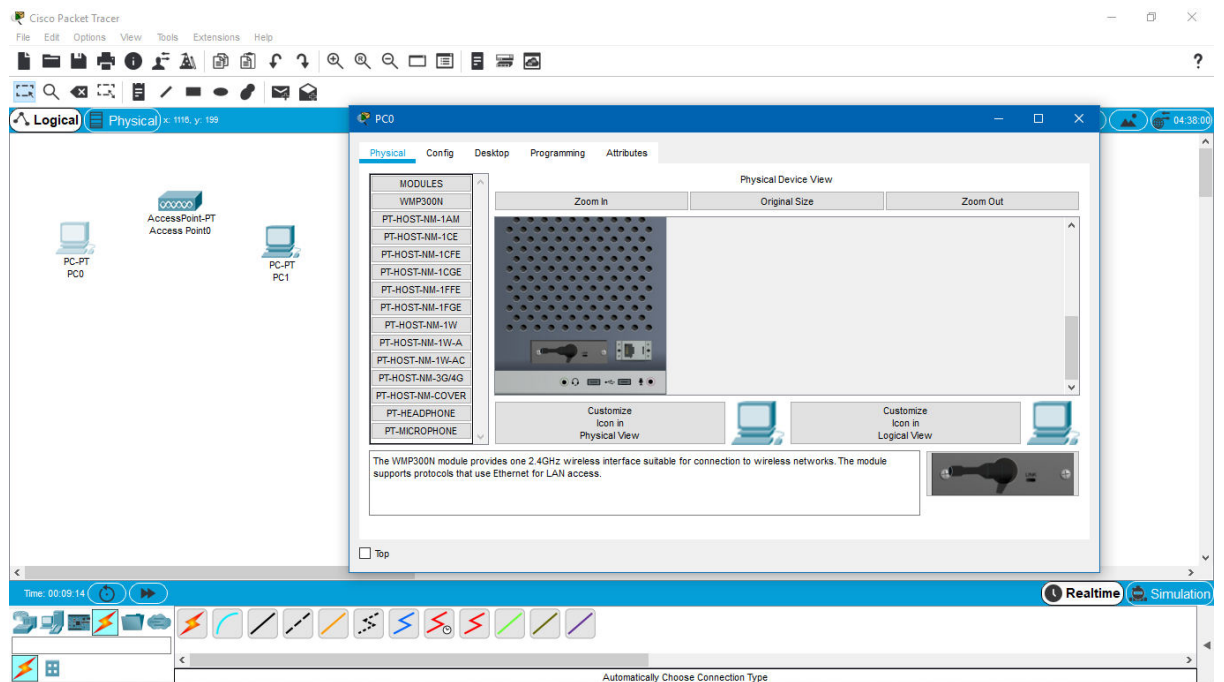 Cisco Packet Tracer
File Edit Options View Tools Extensions Help
?
Logical Physical x: 1116, y: 199
04:38:00
AccessPoint-PT
Access Point0
PC-PT
PC0
PC-PT
PC1
PC0
Physical Config Desktop Programming Attributes
MODULES
WMP300N
PT-HOST-NM-1AM
PT-HOST-NM-1CE
PT-HOST-NM-1CFE
PT-HOST-NM-1CGE
PT-HOST-NM-1FFE
PT-HOST-NM-1FGE
PT-HOST-NM-1W
PT-HOST-NM-1W-A
PT-HOST-NM-1W-AC
PT-HOST-NM-3G/4G
PT-HOST-NM-COVER
PT-HEADPHONE
PT-MICROPHONE
Physical Device View
Zoom In Original Size Zoom Out
Customize
Icon in
Physical View
Customize
Icon in
Logical View
The WMP300N module provides one 2.4GHz wireless interface suitable for connection to wireless networks. The module
supports protocols that use Ethernet for LAN access.
Top
Time: 00:09:14
Realtime Simulation
Automatically Choose Connection Type